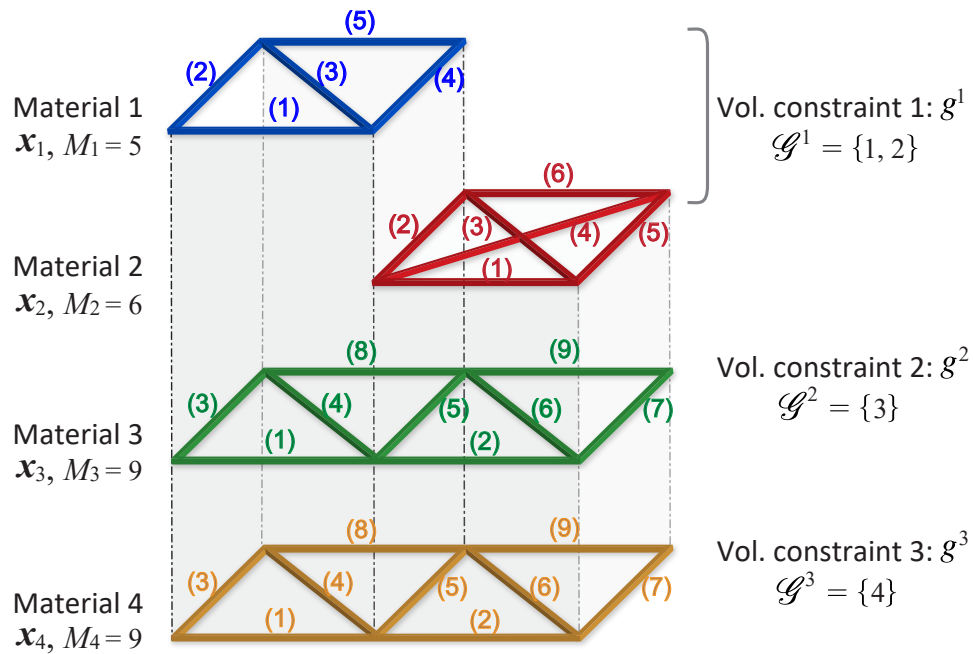 (5)
(2)
(3)
(4)
(1)
Material 1
x₁, M₁ = 5
Vol. constraint 1: g¹
𝒢¹ = {1, 2}
(6)
(2)
(3)
(4)
(5)
(1)
Material 2
x₂, M₂ = 6
(8)
(9)
(3)
(4)
(5)
(6)
(7)
(1)
(2)
Material 3
x₃, M₃ = 9
Vol. constraint 2: g²
𝒢² = {3}
(8)
(9)
(3)
(4)
(5)
(6)
(7)
(1)
(2)
Material 4
x₄, M₄ = 9
Vol. constraint 3: g³
𝒢³ = {4}